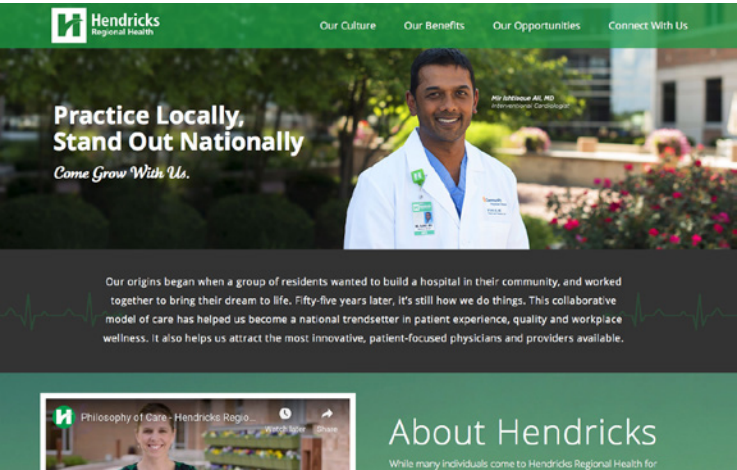 Hendricks
Regional Health
Our Culture
Our Benefits
Our Opportunities
Connect With Us
Mir Ishtiaque Ali, MD
Interventional Cardiologist
Practice Locally,
Stand Out Nationally
Come Grow With Us.
Our origins began when a group of residents wanted to build a hospital in their community, and worked
together to bring their dream to life. Fifty-five years later, it's still how we do things. This collaborative
model of care has helped us become a national trendsetter in patient experience, quality and workplace
wellness. It also helps us attract the most innovative, patient-focused physicians and providers available.
Philosophy of Care - Hendricks Regio...
Watch later
Share
About Hendricks
While many individuals come to Hendricks Regional Health for